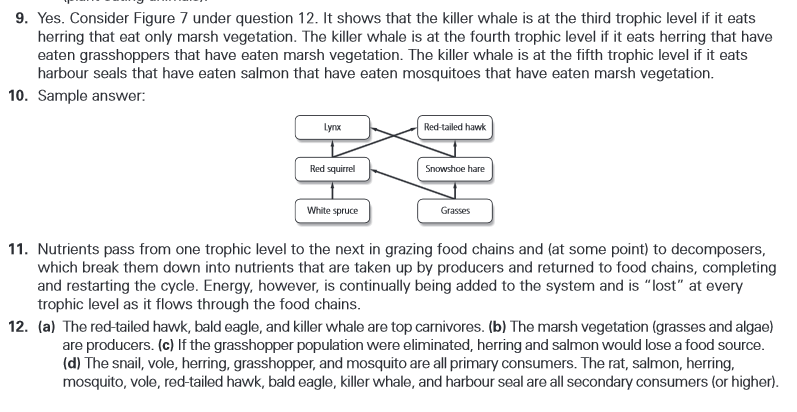 9. Yes. Consider Figure 7 under question 12. It shows that the killer whale is at the third trophic level if it eats
herring that eat only marsh vegetation. The killer whale is at the fourth trophic level if it eats herring that have
eaten grasshoppers that have eaten marsh vegetation. The killer whale is at the fifth trophic level if it eats
harbour seals that have eaten salmon that have eaten mosquitoes that have eaten marsh vegetation.
10. Sample answer:
Lynx Red-tailed hawk
Red squirrel Snowshoe hare
White spruce Grasses
11. Nutrients pass from one trophic level to the next in grazing food chains and (at some point) to decomposers,
which break them down into nutrients that are taken up by producers and returned to food chains, completing
and restarting the cycle. Energy, however, is continually being added to the system and is “lost” at every
trophic level as it flows through the food chains.
12. (a) The red-tailed hawk, bald eagle, and killer whale are top carnivores. (b) The marsh vegetation (grasses and algae)
are producers. (c) If the grasshopper population were eliminated, herring and salmon would lose a food source.
(d) The snail, vole, herring, grasshopper, and mosquito are all primary consumers. The rat, salmon, herring,
mosquito, vole, red-tailed hawk, bald eagle, killer whale, and harbour seal are all secondary consumers (or higher).